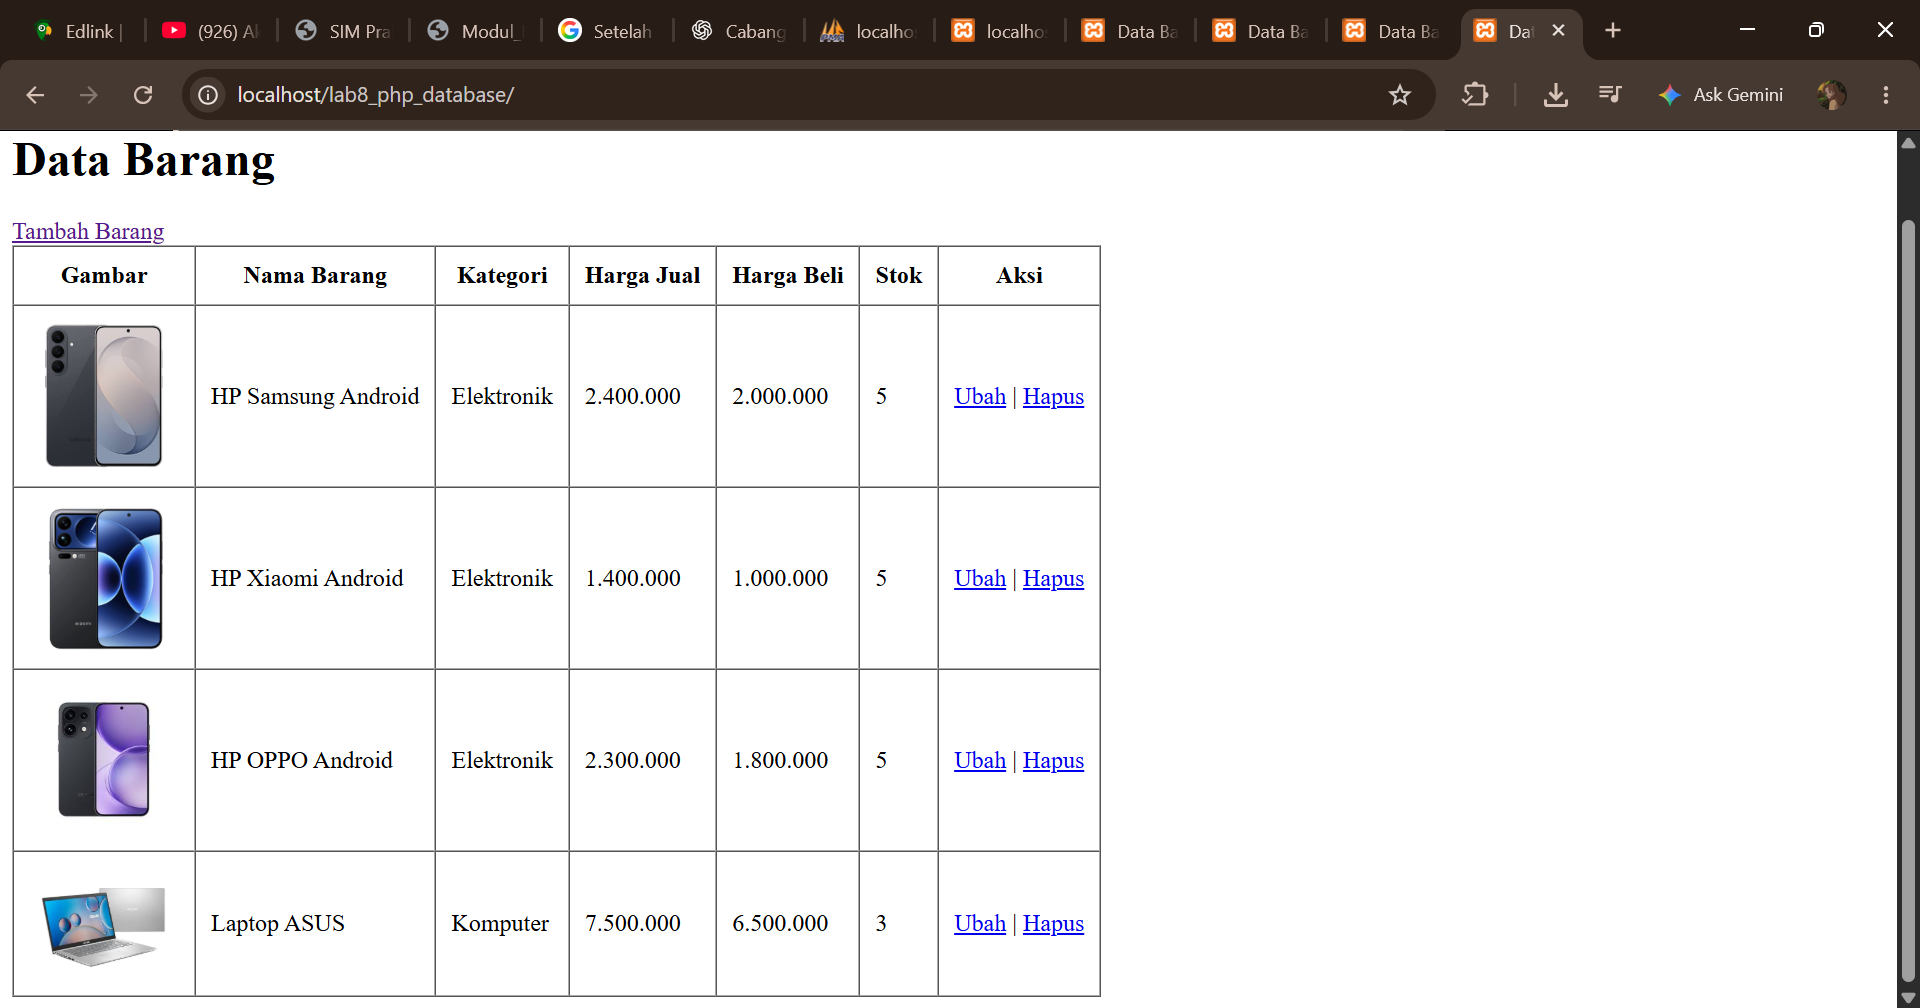 Edlink |
(926) Al
SIM Pra
Modul_
Setelah
Cabang
localhos
localhos
Data Ba
Data Ba
Data Ba
Dat
localhost/lab8_php_database/
Ask Gemini
Data Barang
Tambah Barang
Gambar Nama Barang Kategori Harga Jual Harga Beli Stok Aksi
HP Samsung Android Elektronik 2.400.000 2.000.000 5 Ubah | Hapus
HP Xiaomi Android Elektronik 1.400.000 1.000.000 5 Ubah | Hapus
HP OPPO Android Elektronik 2.300.000 1.800.000 5 Ubah | Hapus
Laptop ASUS Komputer 7.500.000 6.500.000 3 Ubah | Hapus